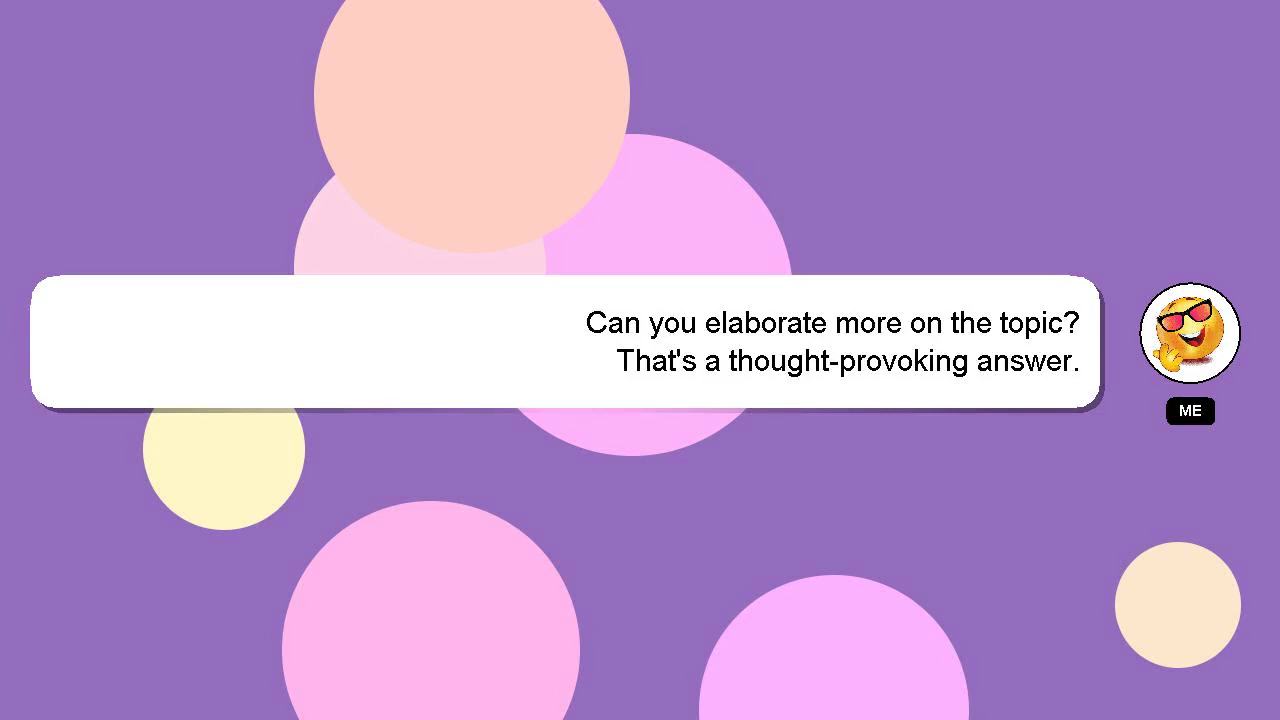 Can you elaborate more on the topic?
That's a thought-provoking answer.
ME